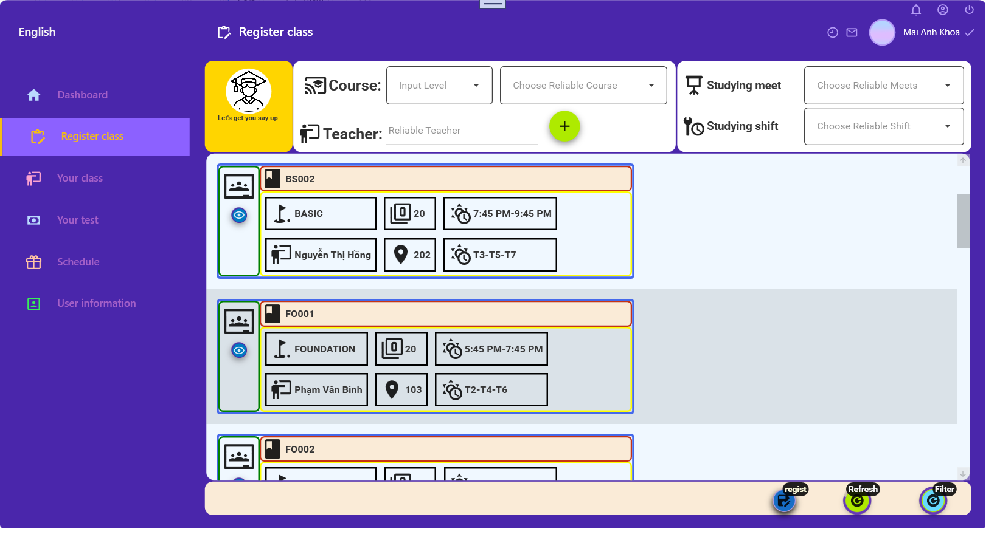 English
Register class
Mai Anh Khoa
Dashboard
Register class
Your class
Your test
Schedule
User information
Let's get you say up
Course:
Input Level
Choose Reliable Course
Teacher:
Reliable Teacher
Studying meet
Choose Reliable Meets
Studying shift
Choose Reliable Shift
BS002
BASIC
20
7:45 PM-9:45 PM
Nguyễn Thị Hồng
202
T3-T5-T7
FO001
FOUNDATION
20
5:45 PM-7:45 PM
Phạm Văn Bình
103
T2-T4-T6
FO002
regist
Refresh
Filter